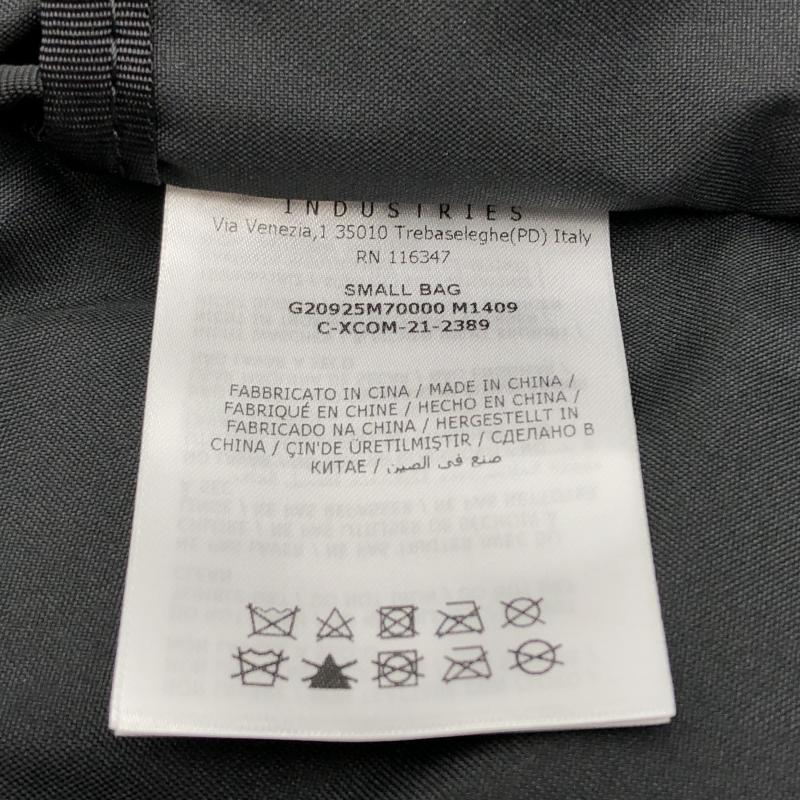 INDUSTRIES
Via Venezia,1 35010 Trebaseleghe(PD) Italy
RN 116347
SMALL BAG
G20925M70000 M1409
C-XCOM-21-2389
FABBRICATO IN CINA / MADE IN CHINA /
FABRIQUÉ EN CHINE / HECHO EN CHINA /
FABRICADO NA CHINA / HERGESTELLT IN
CHINA / ÇIN'DE ÜRETILMIŞTIR / СДЕЛАНО В
КИТАЕ / صنع في الصين